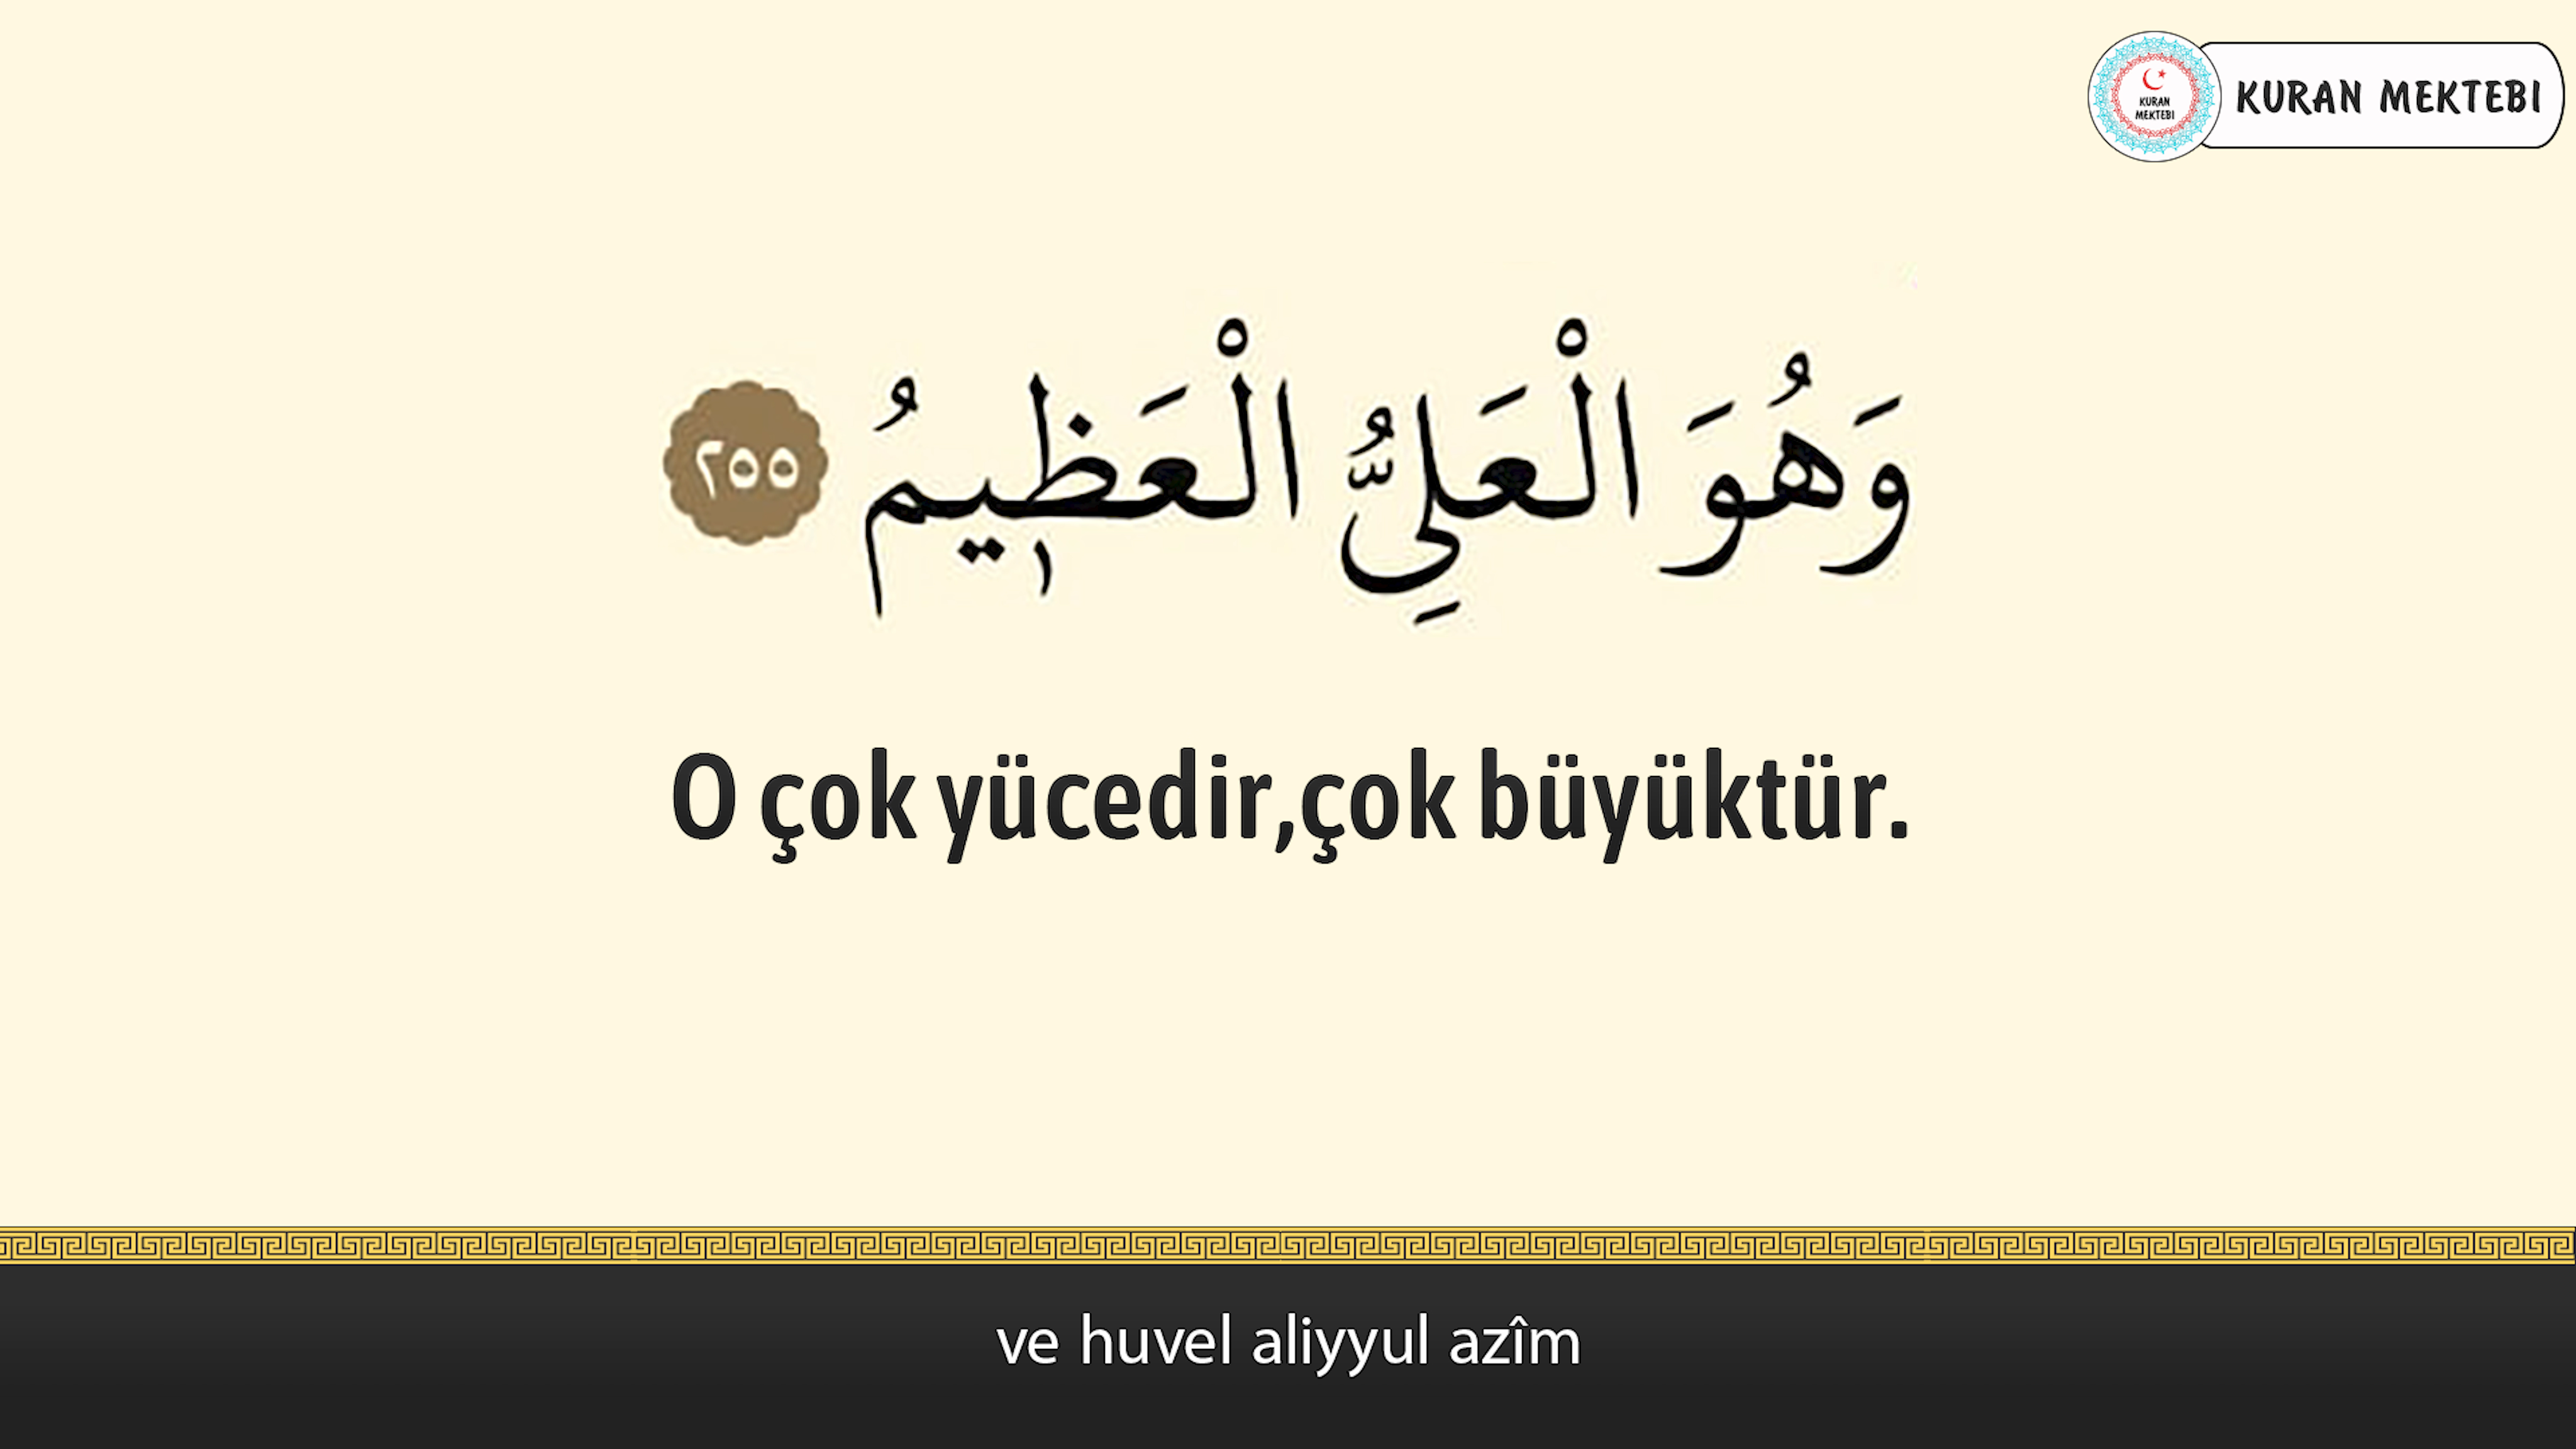 KURAN
MEKTEBI
KURAN MEKTEBI
وَهُوَ الْعَلِيُّ الْعَظٖيمُ ٢٥٥
O çok yücedir,çok büyüktür.
ve huvel aliyyul azîm